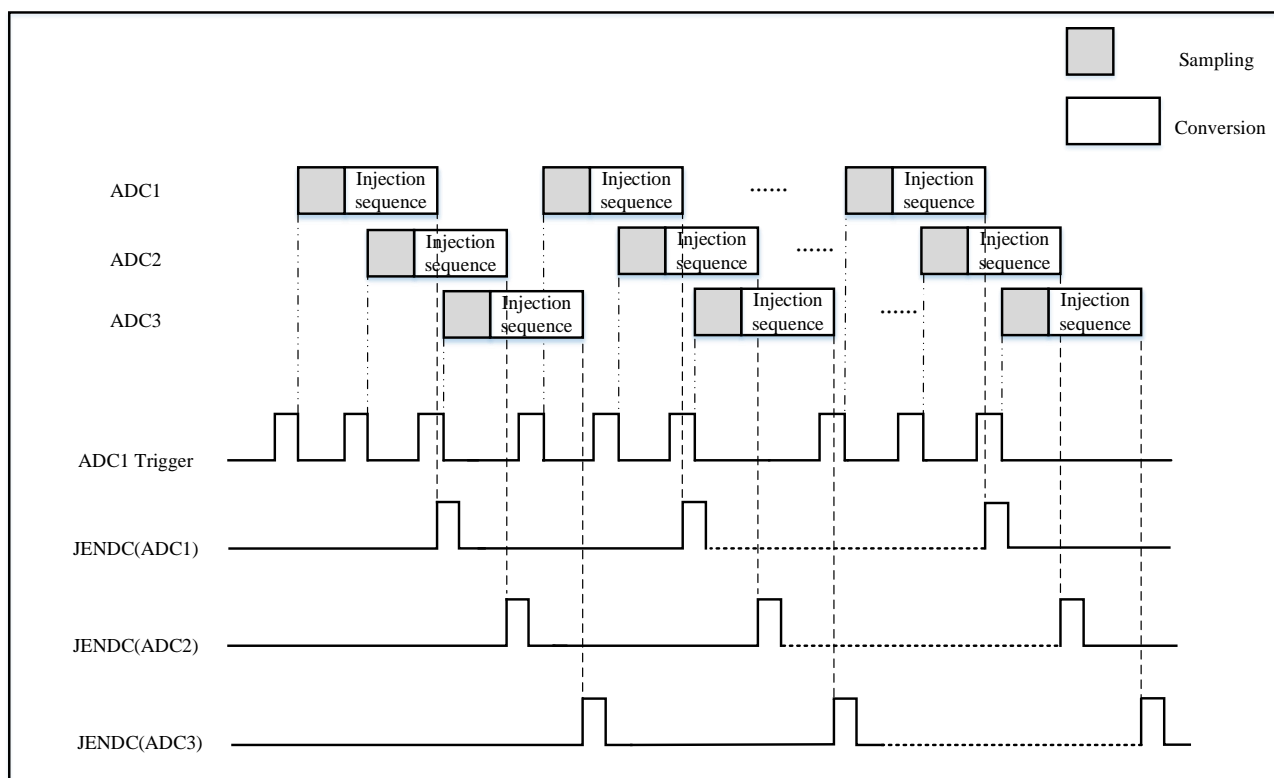 Sampling
Conversion
ADC1
Injection sequence
Injection sequence
......
Injection sequence
ADC2
Injection sequence
Injection sequence
......
Injection sequence
ADC3
Injection sequence
Injection sequence
......
Injection sequence
ADC1 Trigger
JENDC(ADC1)
JENDC(ADC2)
JENDC(ADC3)